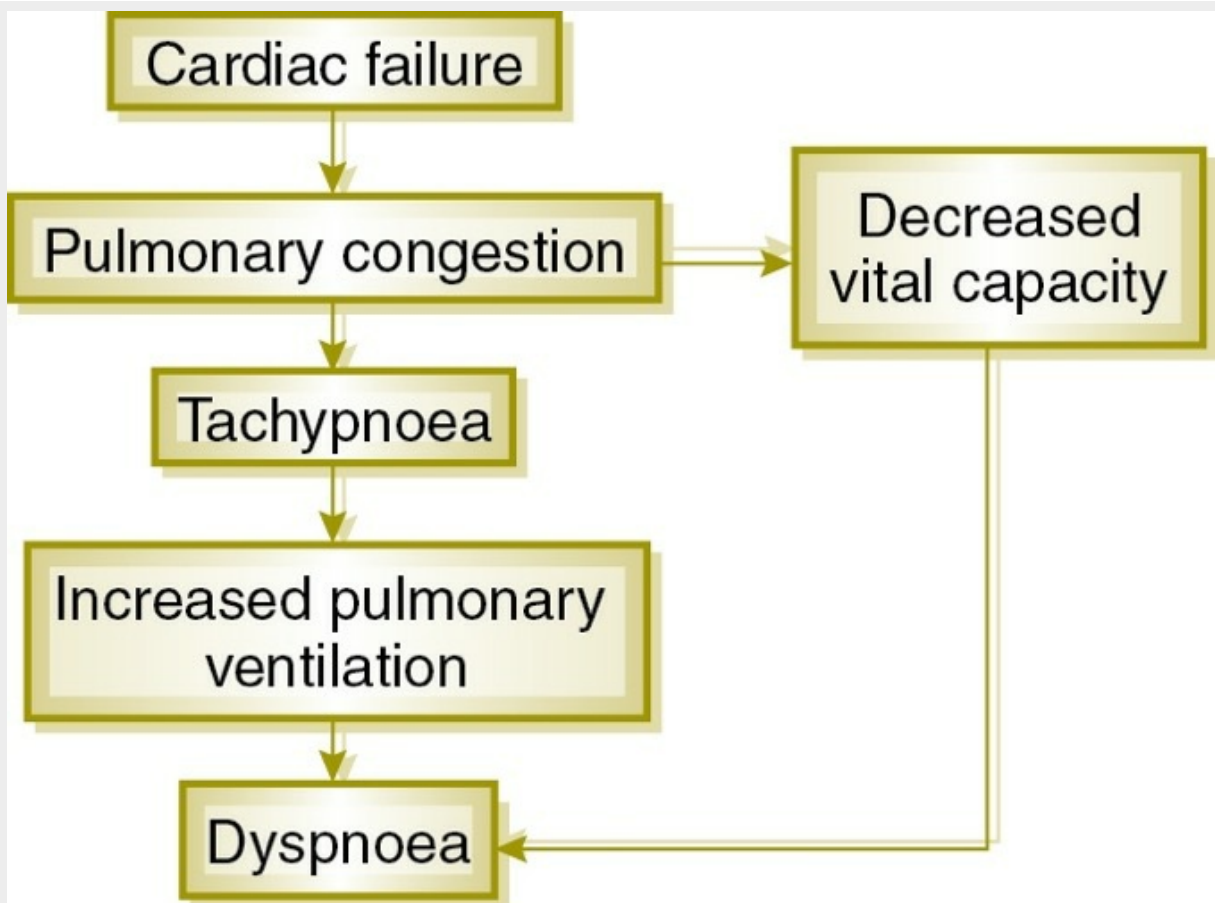 Cardiac failure
Pulmonary congestion
Decreased
vital capacity
Tachypnoea
Increased pulmonary
ventilation
Dyspnoea